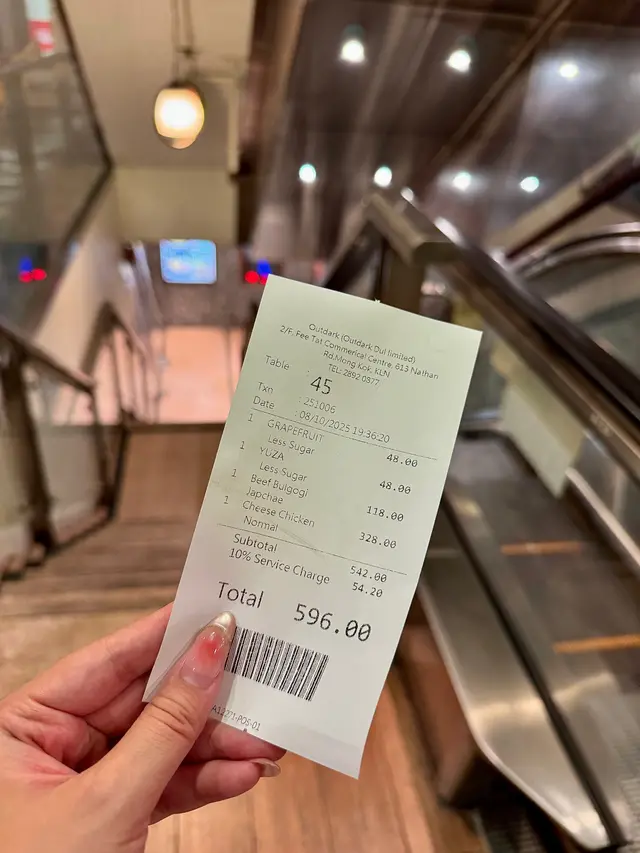 Outdark (Outdark Dul limited)
2/F, Fee Tat Commerical Centre, 613 Nathan
Rd,Mong Kok, KLN
TEL:2892 0877
Table : 45
Txn : 251006
Date : 08/10/2025 19:36:20
1 GRAPEFRUIT 48.00
Less Sugar
1 YUZA 48.00
Less Sugar
1 Beef Bulgogi 118.00
Japchae
1 Cheese Chicken 328.00
Normal
Subtotal 542.00
10% Service Charge 54.20
Total 596.00
A12271-POS-01